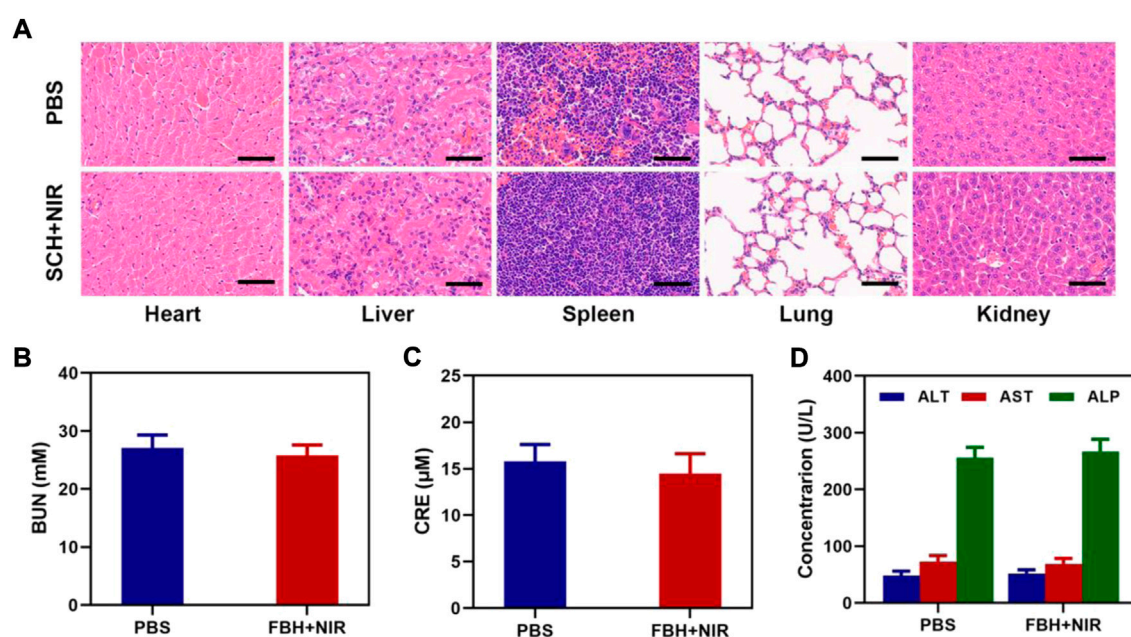 A
PBS
SCH+NIR
Heart Liver Spleen Lung Kidney
B
BUN (mM)
40
30
20
10
0
PBS FBH+NIR
C
CRE (μM)
25
20
15
10
5
0
PBS FBH+NIR
D
Concentrarion (U/L)
400
300
200
100
0
ALT AST ALP
PBS FBH+NIR